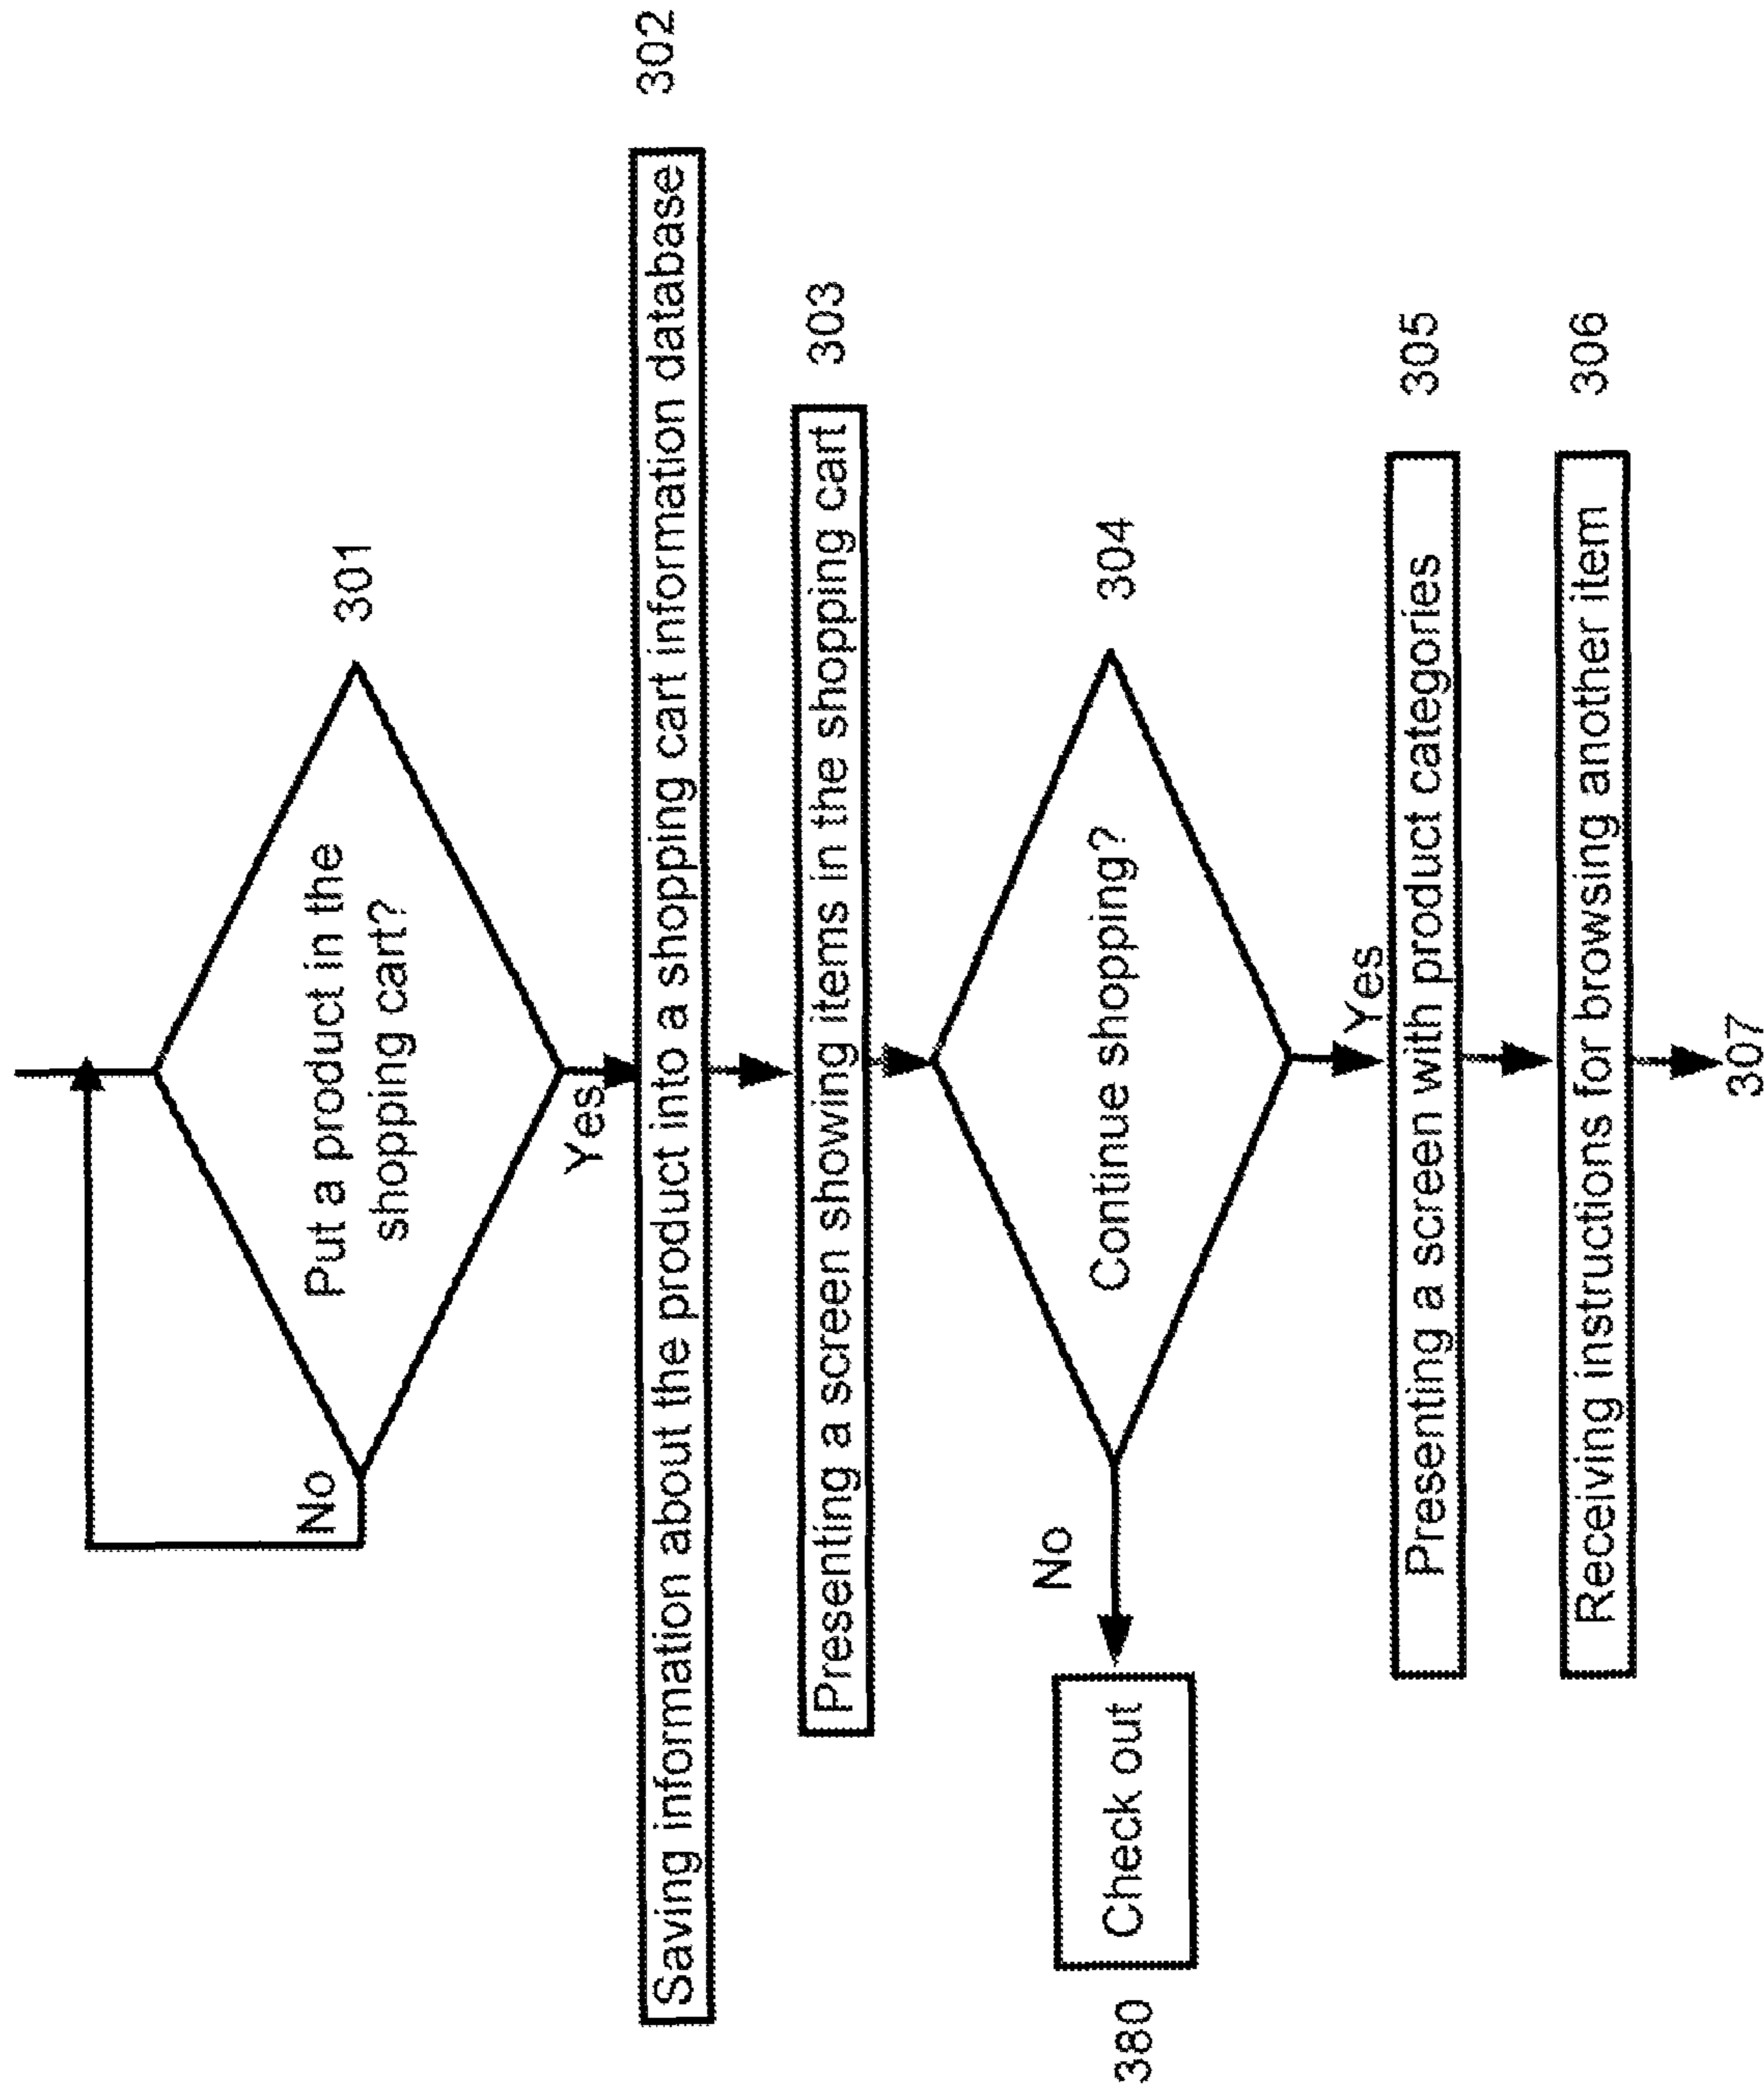 Put a product in the
shopping cart?
301
No
Yes
Saving information about the product into a shopping cart information database
302
Presenting a screen showing items in the shopping cart
303
Continue shopping?
304
No
Check out
380
Yes
Presenting a screen with product categories
305
Receiving instructions for browsing another item
306
307